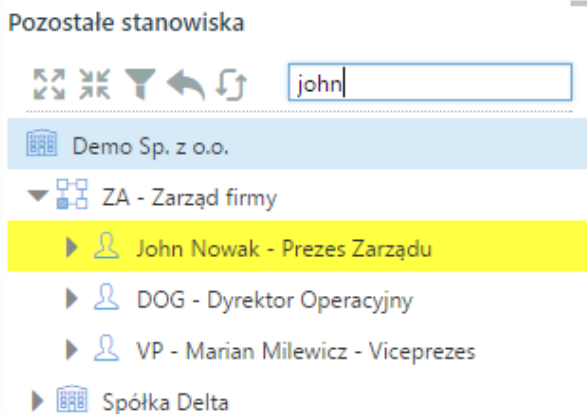 Pozostałe stanowiska
john
Demo Sp. z o.o.
ZA - Zarząd firmy
John Nowak - Prezes Zarządu
DOG - Dyrektor Operacyjny
VP - Marian Milewicz - Viceprezes
Spółka Delta